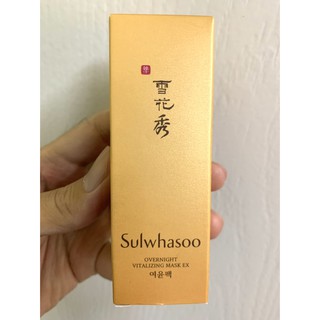 雪
花
秀
Sulwhasoo
OVERNIGHT
VITALIZING MASK EX
여윤팩